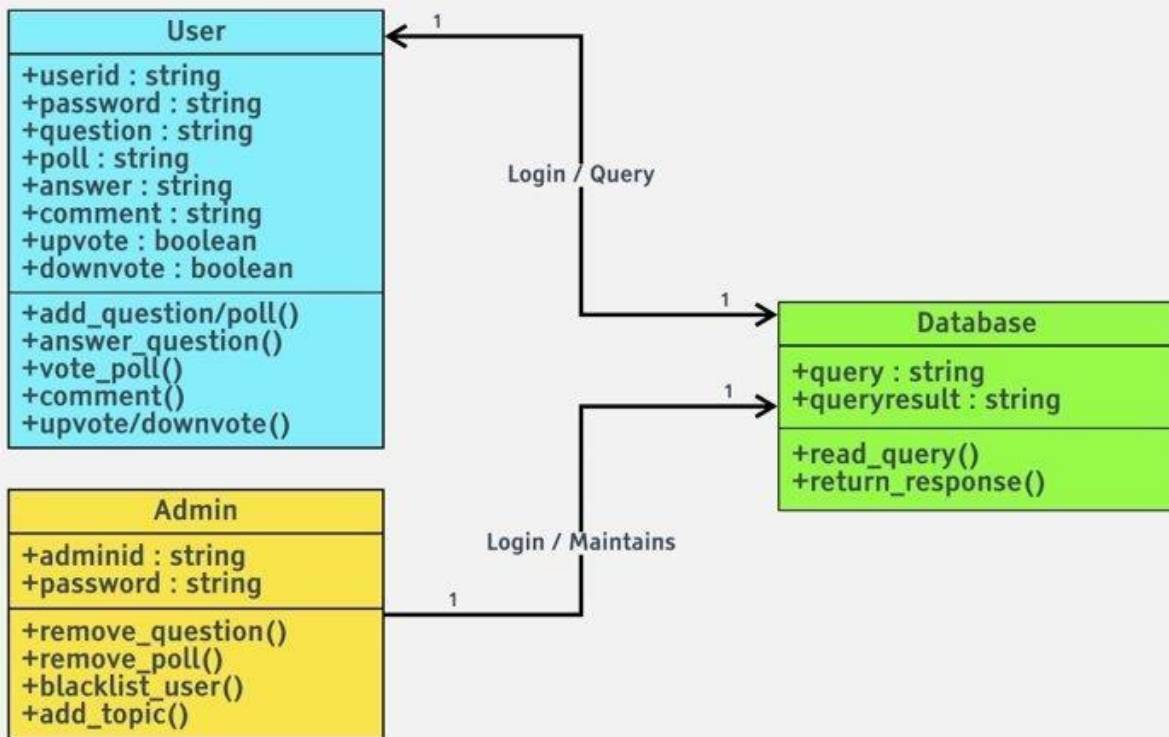 User
+userid : string
+password : string
+question : string
+poll : string
+answer : string
+comment : string
+upvote : boolean
+downvote : boolean
+add_question/poll()
+answer_question()
+vote_poll()
+comment()
+upvote/downvote()
1
Login / Query
1
Database
+query : string
+queryresult : string
+read_query()
+return_response()
1
Login / Maintains
1
Admin
+adminid : string
+password : string
+remove_question()
+remove_poll()
+blacklist_user()
+add_topic()